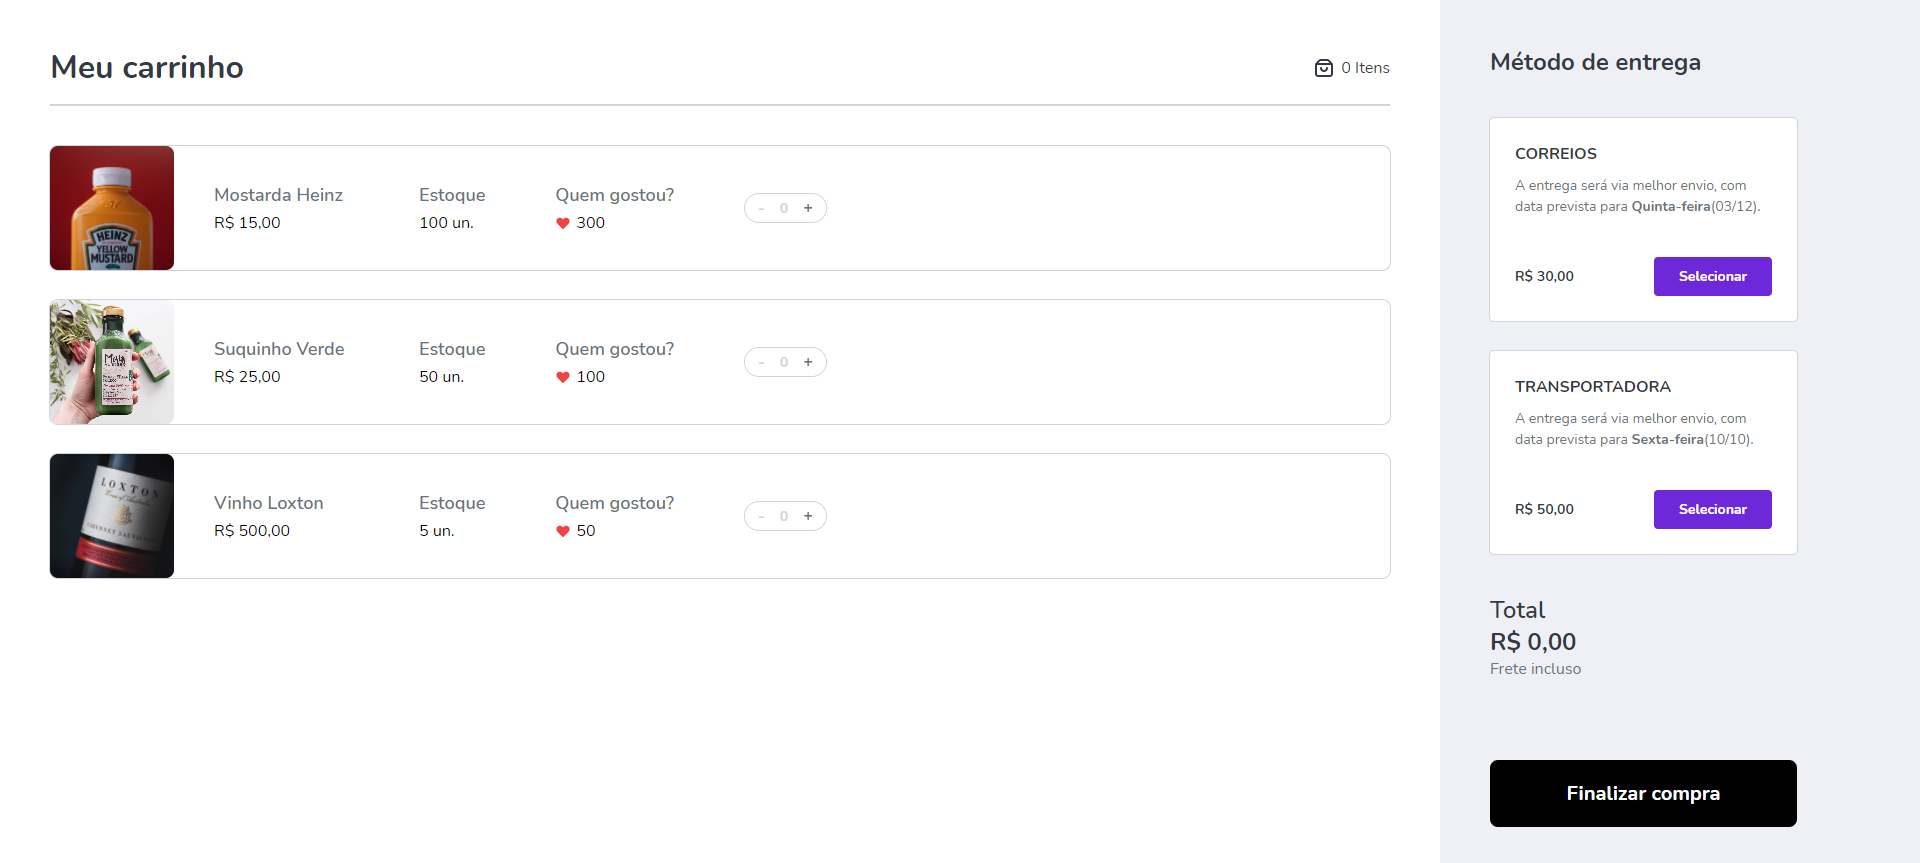 Meu carrinho
0 Itens
HEINZ
YELLOW
MUSTARD
Mostarda Heinz
R$ 15,00
Estoque
100 un.
Quem gostou?
300
- 0 +
Suquinho Verde
R$ 25,00
Estoque
50 un.
Quem gostou?
100
- 0 +
LOXTON
CABERNET SAUVIGNON
Vinho Loxton
R$ 500,00
Estoque
5 un.
Quem gostou?
50
- 0 +
Método de entrega
CORREIOS
A entrega será via melhor envio, com
data prevista para Quinta-feira(03/12).
R$ 30,00
Selecionar
TRANSPORTADORA
A entrega será via melhor envio, com
data prevista para Sexta-feira(10/10).
R$ 50,00
Selecionar
Total
R$ 0,00
Frete incluso
Finalizar compra